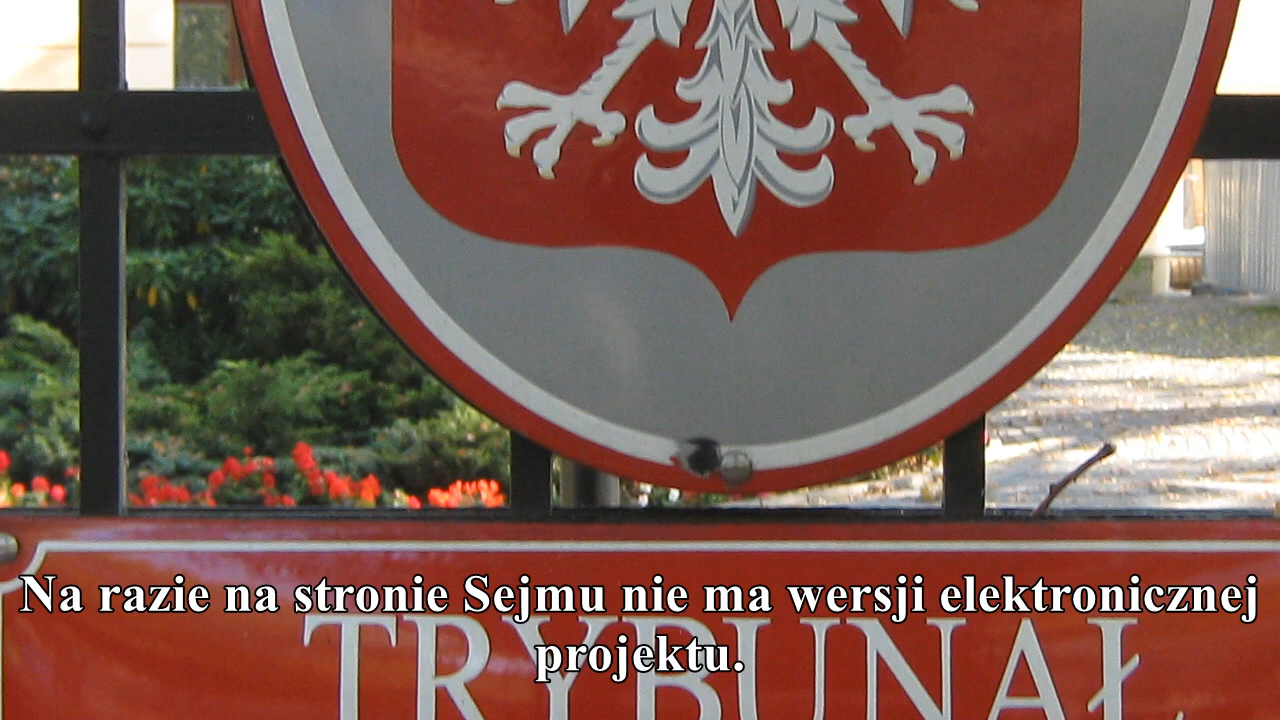 Na razie na stronie Sejmu nie ma wersji elektronicznej
projektu.
TRYBUNAŁ